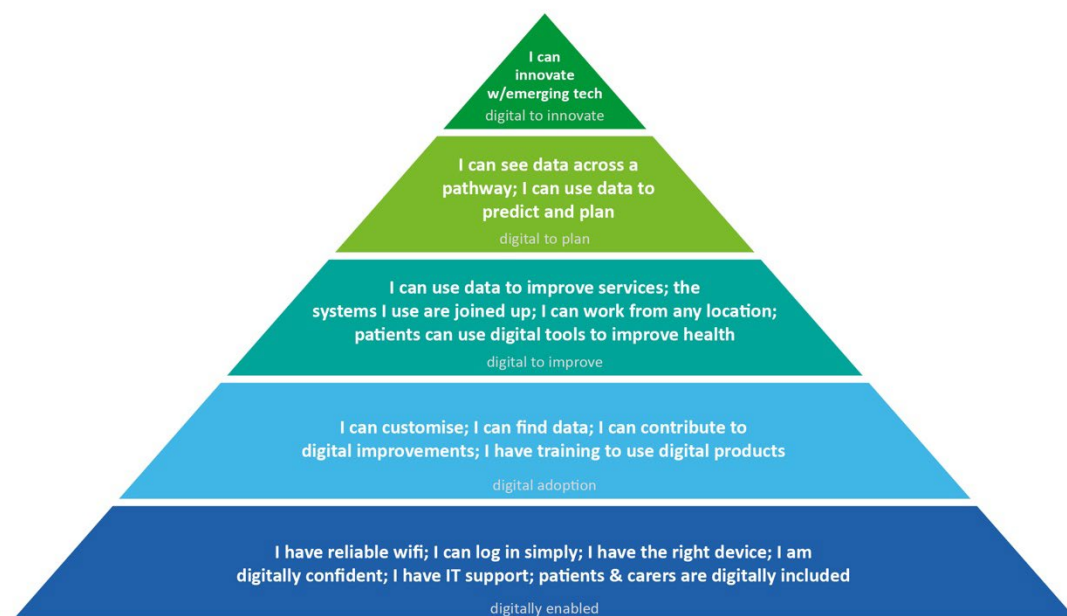 I can
innovate
w/emerging tech
digital to innovate
I can see data across a
pathway; I can use data to
predict and plan
digital to plan
I can use data to improve services; the
systems I use are joined up; I can work from any location;
patients can use digital tools to improve health
digital to improve
I can customise; I can find data; I can contribute to
digital improvements; I have training to use digital products
digital adoption
I have reliable wifi; I can log in simply; I have the right device; I am
digitally confident; I have IT support; patients & carers are digitally included
digitally enabled